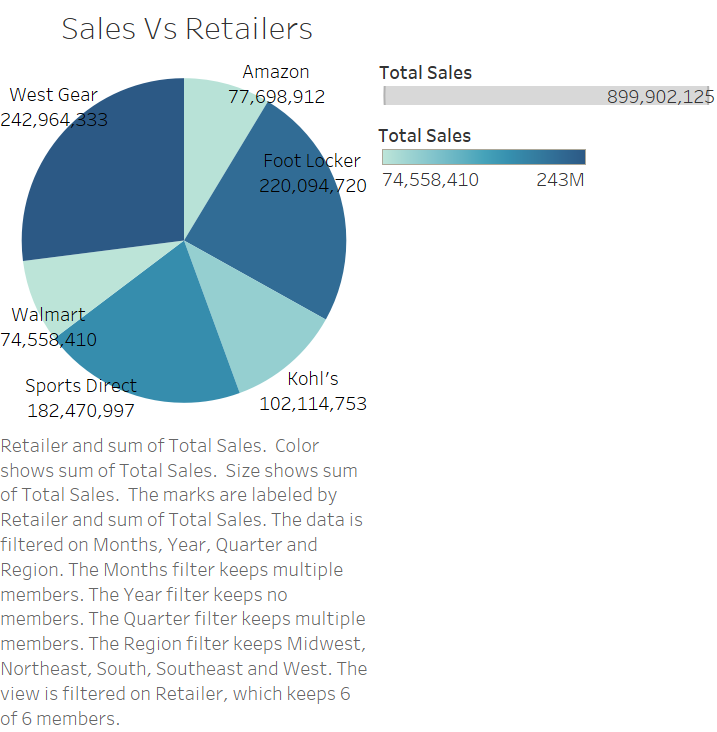 Sales Vs Retailers
Amazon
77,698,912
West Gear
242,964,333
Foot Locker
220,094,720
Walmart
74,558,410
Sports Direct
182,470,997
Kohl's
102,114,753
Total Sales
899,902,125
Total Sales
74,558,410 243M
Retailer and sum of Total Sales.  Color
shows sum of Total Sales.  Size shows sum
of Total Sales.  The marks are labeled by
Retailer and sum of Total Sales. The data is
filtered on Months, Year, Quarter and
Region. The Months filter keeps multiple
members. The Year filter keeps no
members. The Quarter filter keeps multiple
members. The Region filter keeps Midwest,
Northeast, South, Southeast and West. The
view is filtered on Retailer, which keeps 6
of 6 members.